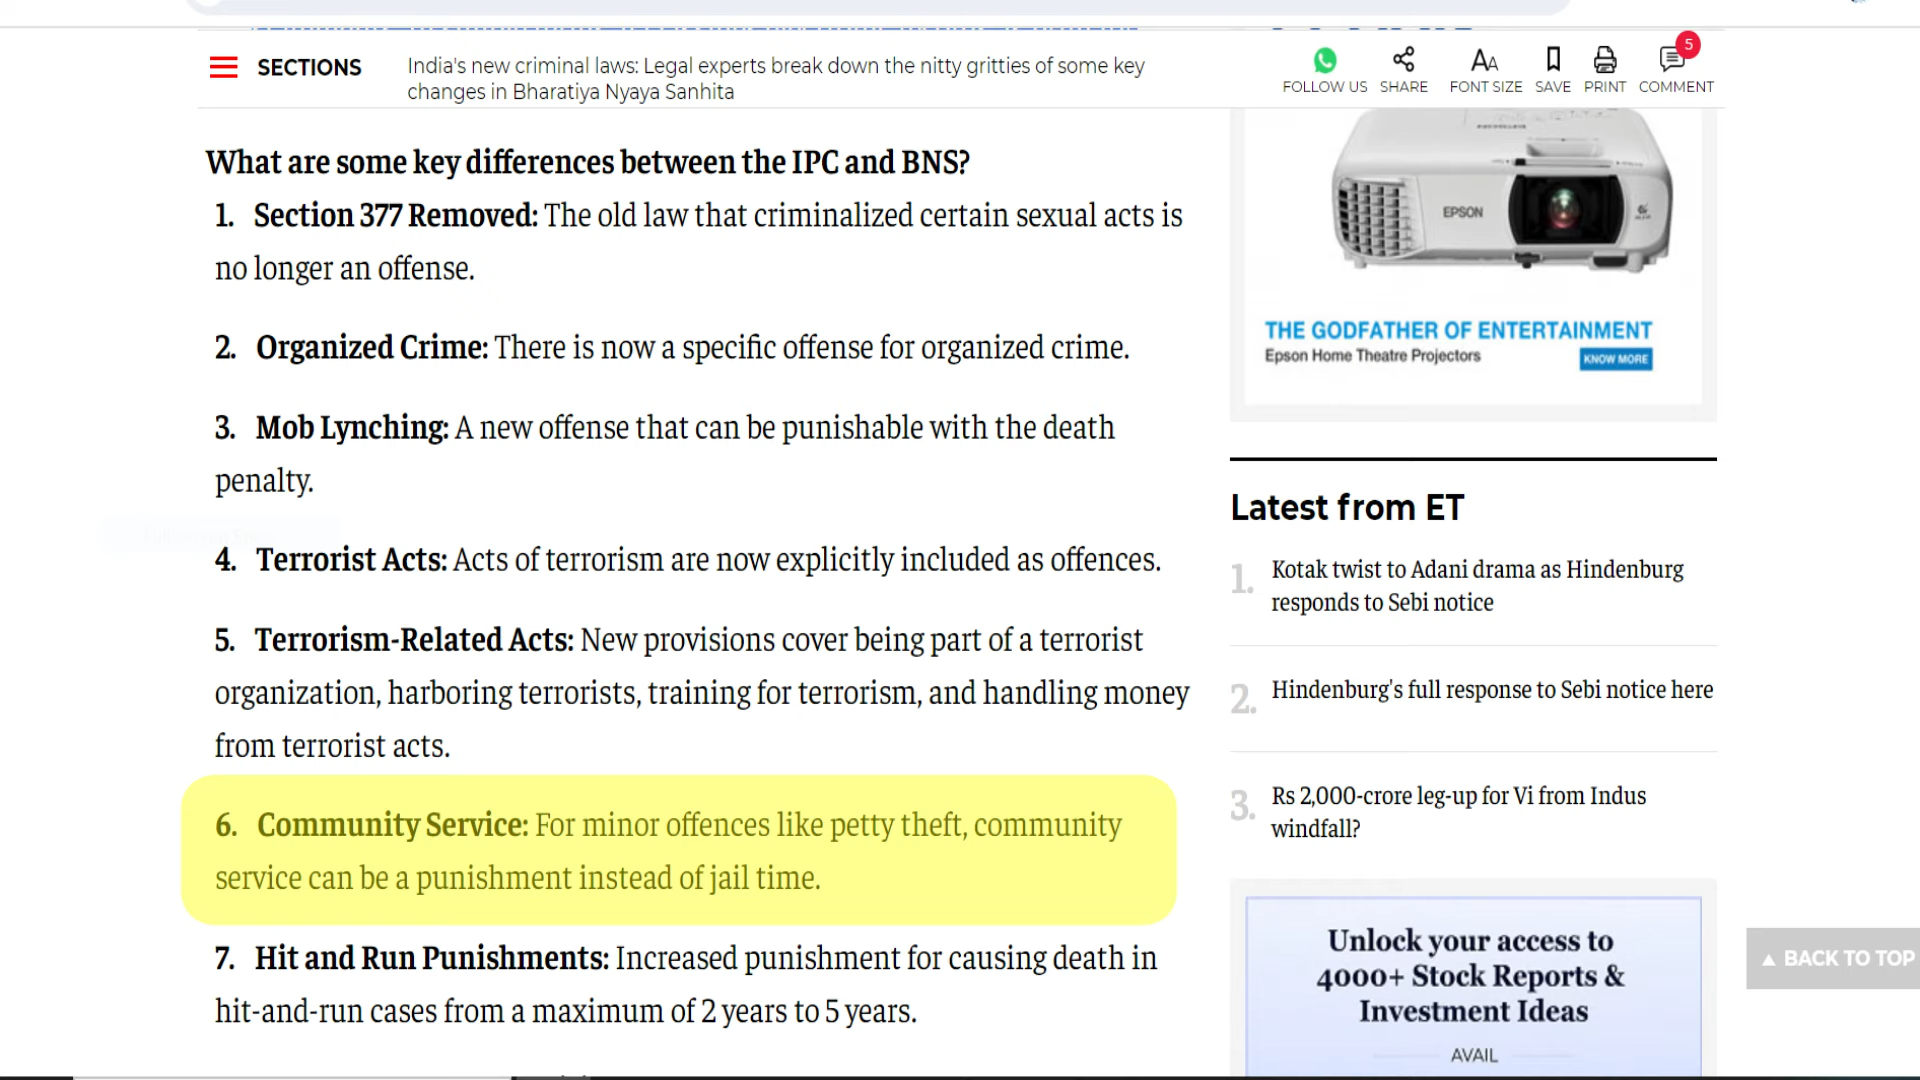 SECTIONS
India's new criminal laws: Legal experts break down the nitty gritties of some key
changes in Bharatiya Nyaya Sanhita
FOLLOW US
SHARE
FONT SIZE
SAVE
PRINT
5
COMMENT
What are some key differences between the IPC and BNS?
1. Section 377 Removed: The old law that criminalized certain sexual acts is
no longer an offense.
2. Organized Crime: There is now a specific offense for organized crime.
3. Mob Lynching: A new offense that can be punishable with the death
penalty.
4. Terrorist Acts: Acts of terrorism are now explicitly included as offences.
5. Terrorism-Related Acts: New provisions cover being part of a terrorist
organization, harboring terrorists, training for terrorism, and handling money
from terrorist acts.
6. Community Service: For minor offences like petty theft, community
service can be a punishment instead of jail time.
7. Hit and Run Punishments: Increased punishment for causing death in
hit-and-run cases from a maximum of 2 years to 5 years.
EPSON
THE GODFATHER OF ENTERTAINMENT
Epson Home Theatre Projectors
KNOW MORE
Latest from ET
1. Kotak twist to Adani drama as Hindenburg
responds to Sebi notice
2. Hindenburg's full response to Sebi notice here
3. Rs 2,000-crore leg-up for Vi from Indus
windfall?
Unlock your access to
4000+ Stock Reports &
Investment Ideas
AVAIL
▲ BACK TO TOP